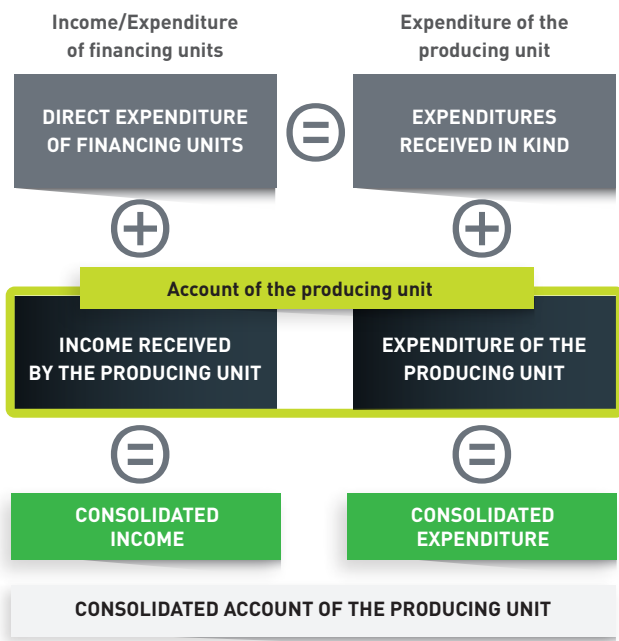 Income/Expenditure
of financing units
Expenditure of the
producing unit
DIRECT EXPENDITURE
OF FINANCING UNITS
=
EXPENDITURES
RECEIVED IN KIND
+
+
Account of the producing unit
INCOME RECEIVED
BY THE PRODUCING UNIT
EXPENDITURE OF THE
PRODUCING UNIT
=
=
CONSOLIDATED
INCOME
CONSOLIDATED
EXPENDITURE
CONSOLIDATED ACCOUNT OF THE PRODUCING UNIT